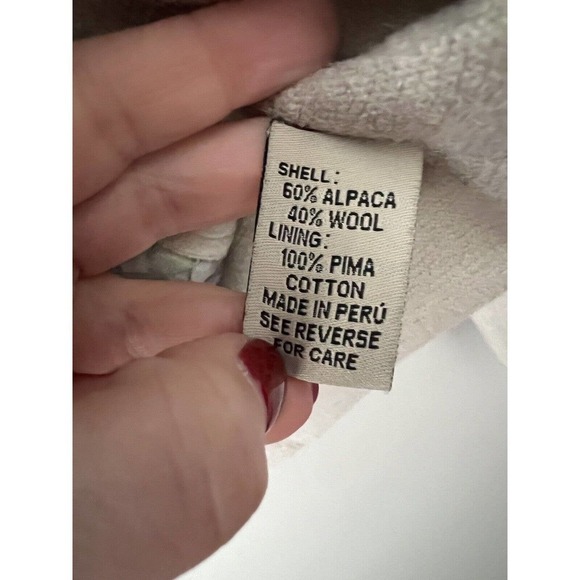 SHELL:
60% ALPACA
40% WOOL
LINING:
100% PIMA
COTTON
MADE IN PERÚ
SEE REVERSE
FOR CARE